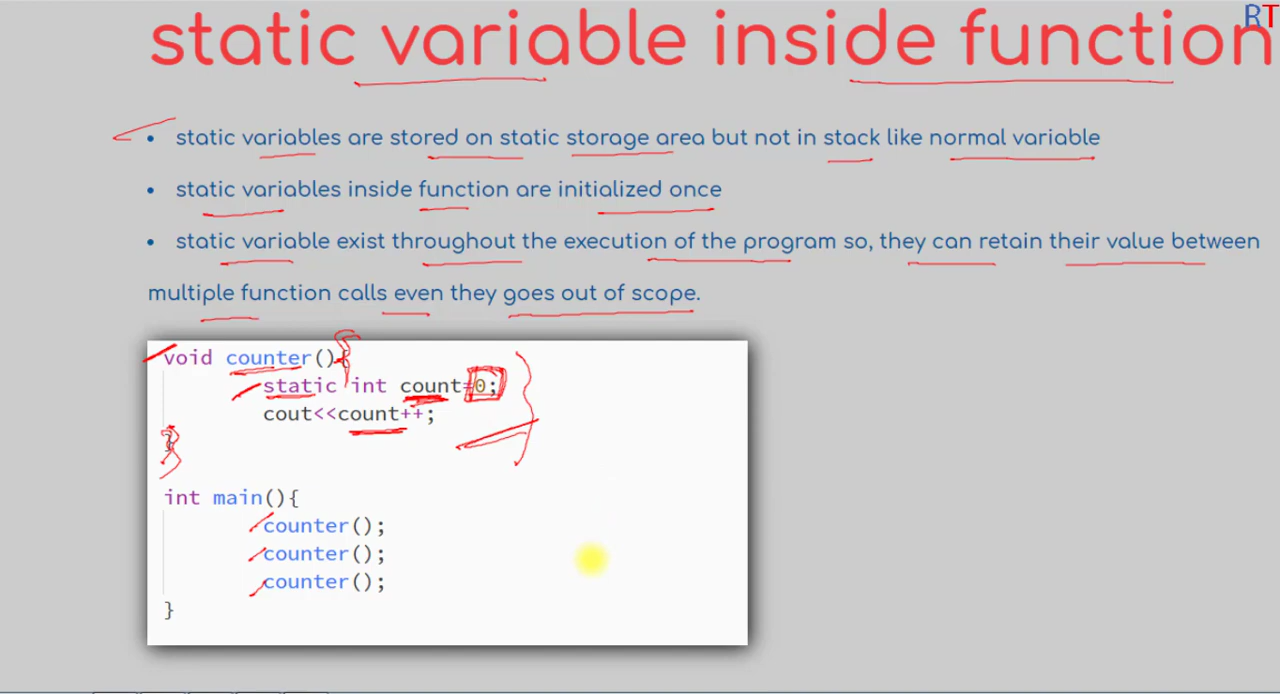 RT
static variable inside function
• static variables are stored on static storage area but not in stack like normal variable
• static variables inside function are initialized once
• static variable exist throughout the execution of the program so, they can retain their value between
multiple function calls even they goes out of scope.
void counter(){
static int count=0;
cout<<count++;
}
int main(){
counter();
counter();
counter();
}